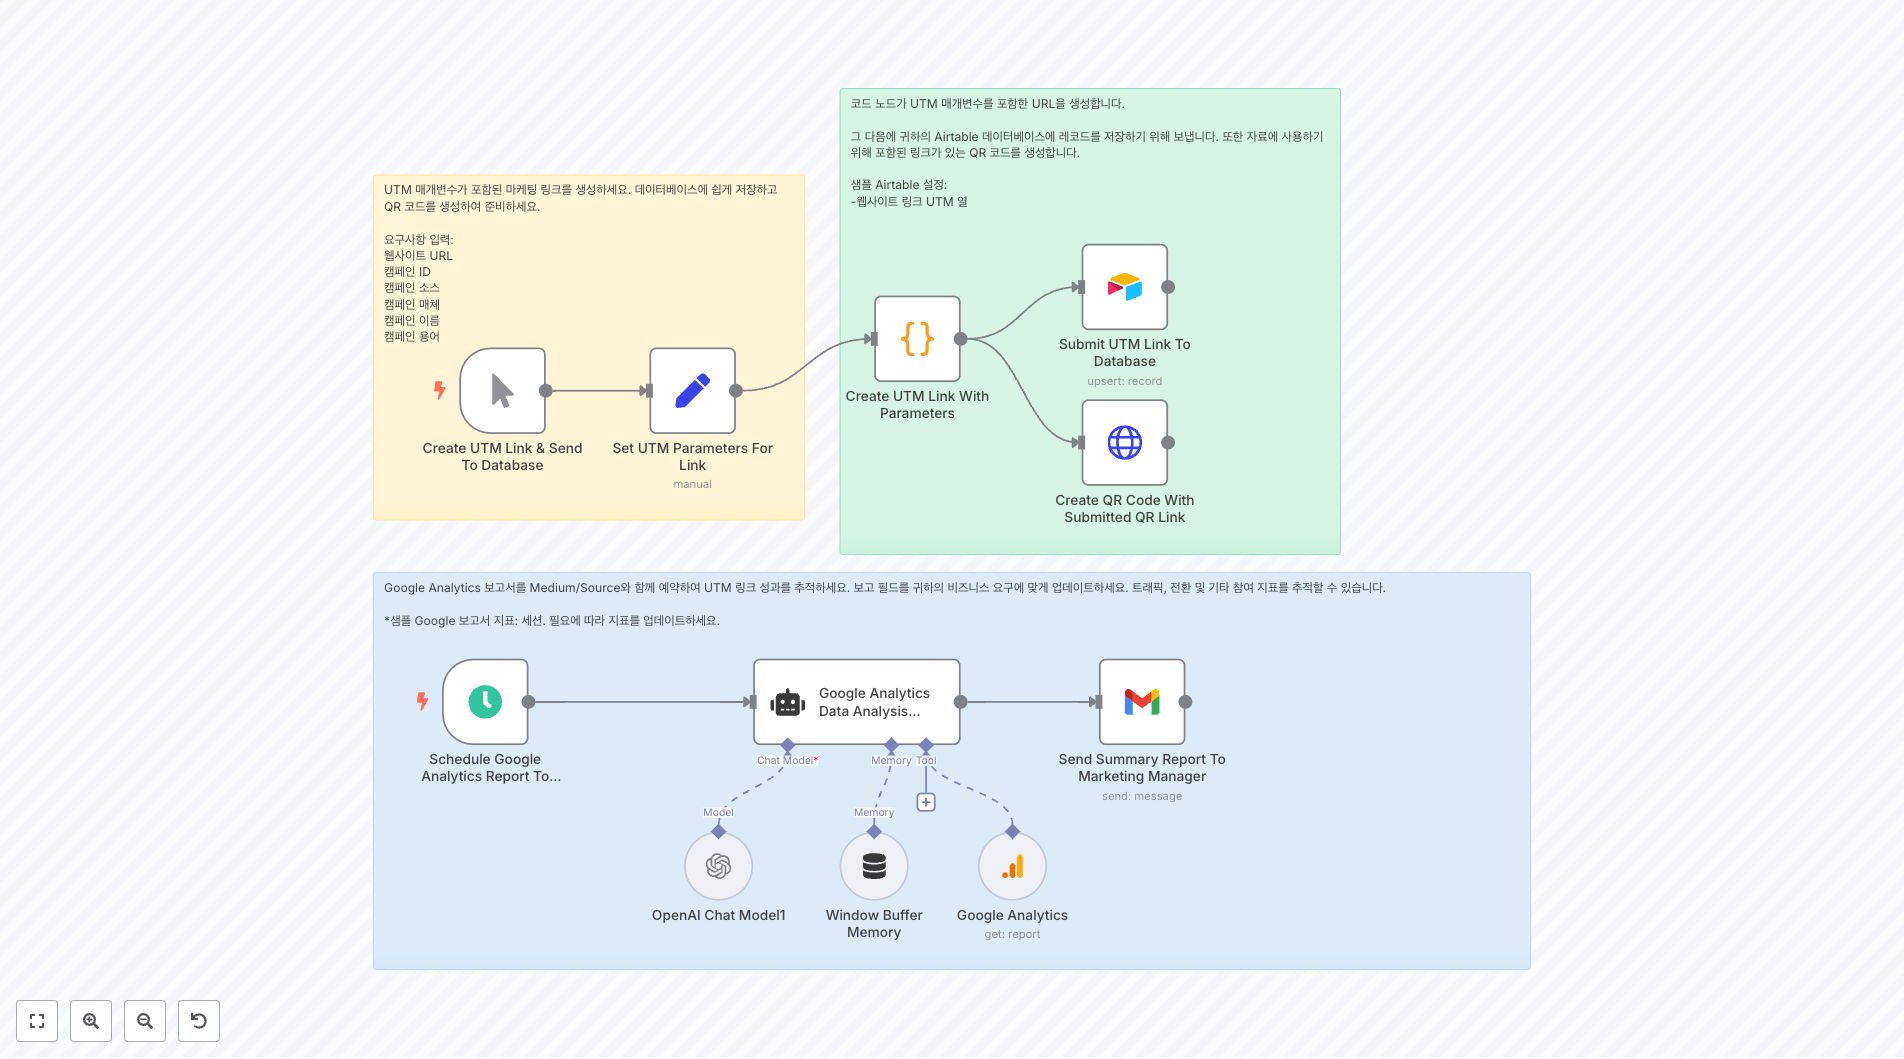 UTM 매개변수가 포함된 마케팅 링크를 생성하세요. 데이터베이스에 쉽게 저장하고
QR 코드를 생성하여 준비하세요.
요구사항 입력:
웹사이트 URL
캠페인 ID
캠페인 소스
캠페인 매체
캠페인 이름
캠페인 용어
Create UTM Link & Send
To Database
Set UTM Parameters For
Link
manual
코드 노드가 UTM 매개변수를 포함한 URL을 생성합니다.
그 다음에 귀하의 Airtable 데이터베이스에 레코드를 저장하기 위해 보냅니다. 또한 자료에 사용하기
위해 포함된 링크가 있는 QR 코드를 생성합니다.
샘플 Airtable 설정:
-웹사이트 링크 UTM 열
Create UTM Link With
Parameters
Submit UTM Link To
Database
upsert: record
Create QR Code With
Submitted QR Link
Google Analytics 보고서를 Medium/Source와 함께 예약하여 UTM 링크 성과를 추적하세요. 보고 필드를 귀하의 비즈니스 요구에 맞게 업데이트하세요. 트래픽, 전환 및 기타 참여 지표를 추적할 수 있습니다.
*샘플 Google 보고서 지표: 세션. 필요에 따라 지표를 업데이트하세요.
Schedule Google
Analytics Report To...
Google Analytics
Data Analysis...
Chat Model*
Memory
Tool
Model
Memory
OpenAI Chat Model1
Window Buffer
Memory
Google Analytics
get: report
Send Summary Report To
Marketing Manager
send: message